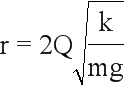 r = 2Q√(k/mg)